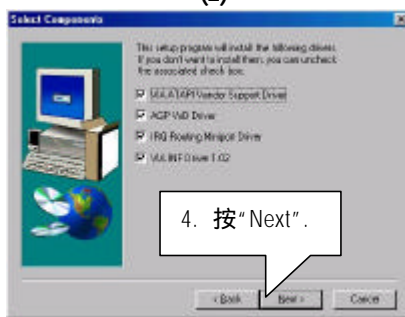 Select Components
This setup program will install the following drivers.
If you don't want to install them, you can uncheck
the associated check box.
VIA ATAPI Vendor Support Driver
AGP VxD Driver
IRQ Routing Miniport Driver
VIA INF Driver 1.02
4. 按“Next”.
< Back
Next >
Cancel